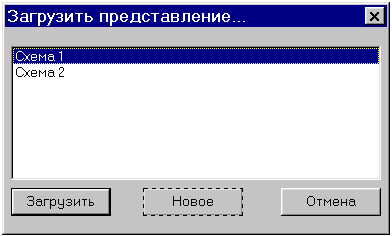 Загрузить представление...
Схема 1
Схема 2
Загрузить
Новое
Отмена